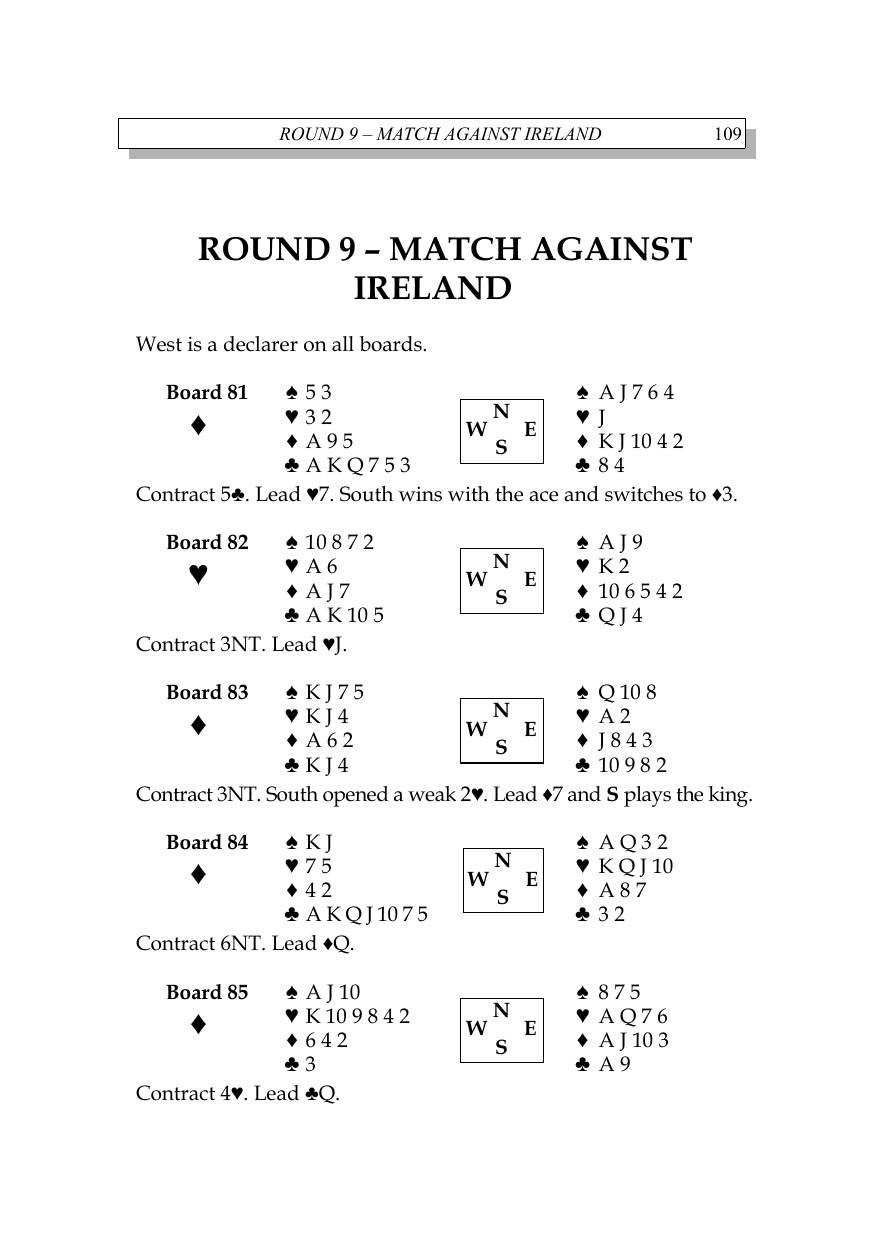 ROUND 9 – MATCH AGAINST IRELAND 109
ROUND 9 – MATCH AGAINST
IRELAND
West is a declarer on all boards.
Board 81 ♠ 5 3 N ♠ A J 7 6 4
♦ ♥ 3 2 W E ♥ J
♦ A 9 5 S ♦ K J 10 4 2
♣ A K Q 7 5 3 ♣ 8 4
Contract 5♣. Lead ♥7. South wins with the ace and switches to ♦3.
Board 82 ♠ 10 8 7 2 N ♠ A J 9
♥ ♥ A 6 W E ♥ K 2
♦ A J 7 S ♦ 10 6 5 4 2
♣ A K 10 5 ♣ Q J 4
Contract 3NT. Lead ♥J.
Board 83 ♠ K J 7 5 N ♠ Q 10 8
♦ ♥ K J 4 W E ♥ A 2
♦ A 6 2 S ♦ J 8 4 3
♣ K J 4 ♣ 10 9 8 2
Contract 3NT. South opened a weak 2♥. Lead ♦7 and S plays the king.
Board 84 ♠ K J N ♠ A Q 3 2
♦ ♥ 7 5 W E ♥ K Q J 10
♦ 4 2 S ♦ A 8 7
♣ A K Q J 10 7 5 ♣ 3 2
Contract 6NT. Lead ♦Q.
Board 85 ♠ A J 10 N ♠ 8 7 5
♦ ♥ K 10 9 8 4 2 W E ♥ A Q 7 6
♦ 6 4 2 S ♦ A J 10 3
♣ 3 ♣ A 9
Contract 4♥. Lead ♣Q.